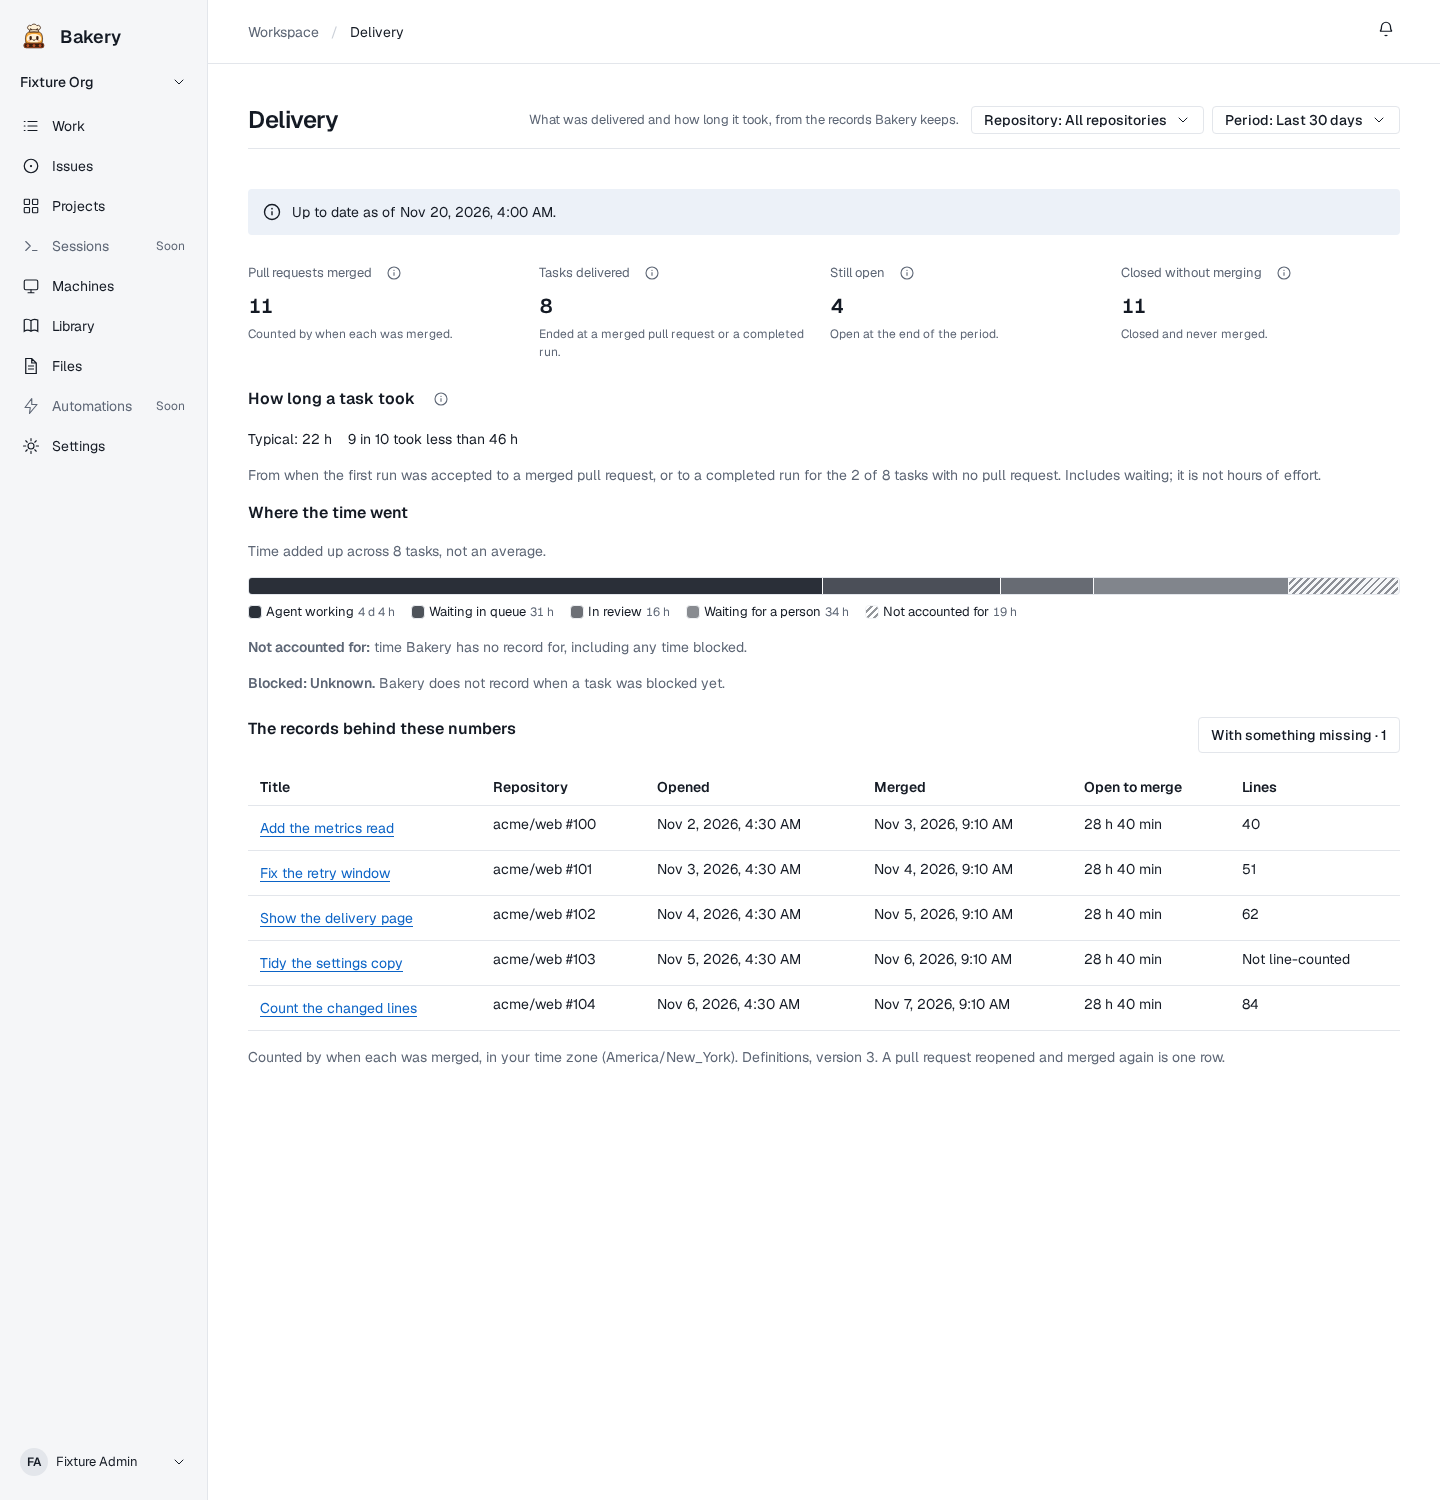 Bakery
Fixture Org
Work
Issues
Projects
Sessions Soon
Machines
Library
Files
Automations Soon
Settings
FA Fixture Admin
Workspace / Delivery
Delivery
What was delivered and how long it took, from the records Bakery keeps.
Repository: All repositories
Period: Last 30 days
Up to date as of Nov 20, 2026, 4:00 AM.
Pull requests merged
11
Counted by when each was merged.
Tasks delivered
8
Ended at a merged pull request or a completed
run.
Still open
4
Open at the end of the period.
Closed without merging
11
Closed and never merged.
How long a task took
Typical: 22 h 9 in 10 took less than 46 h
From when the first run was accepted to a merged pull request, or to a completed run for the 2 of 8 tasks with no pull request. Includes waiting; it is not hours of effort.
Where the time went
Time added up across 8 tasks, not an average.
Agent working 4 d 4 h Waiting in queue 31 h In review 16 h Waiting for a person 34 h Not accounted for 19 h
Not accounted for: time Bakery has no record for, including any time blocked.
Blocked: Unknown. Bakery does not record when a task was blocked yet.
The records behind these numbers
With something missing · 1
Title Repository Opened Merged Open to merge Lines
Add the metrics read acme/web #100 Nov 2, 2026, 4:30 AM Nov 3, 2026, 9:10 AM 28 h 40 min 40
Fix the retry window acme/web #101 Nov 3, 2026, 4:30 AM Nov 4, 2026, 9:10 AM 28 h 40 min 51
Show the delivery page acme/web #102 Nov 4, 2026, 4:30 AM Nov 5, 2026, 9:10 AM 28 h 40 min 62
Tidy the settings copy acme/web #103 Nov 5, 2026, 4:30 AM Nov 6, 2026, 9:10 AM 28 h 40 min Not line-counted
Count the changed lines acme/web #104 Nov 6, 2026, 4:30 AM Nov 7, 2026, 9:10 AM 28 h 40 min 84
Counted by when each was merged, in your time zone (America/New_York). Definitions, version 3. A pull request reopened and merged again is one row.